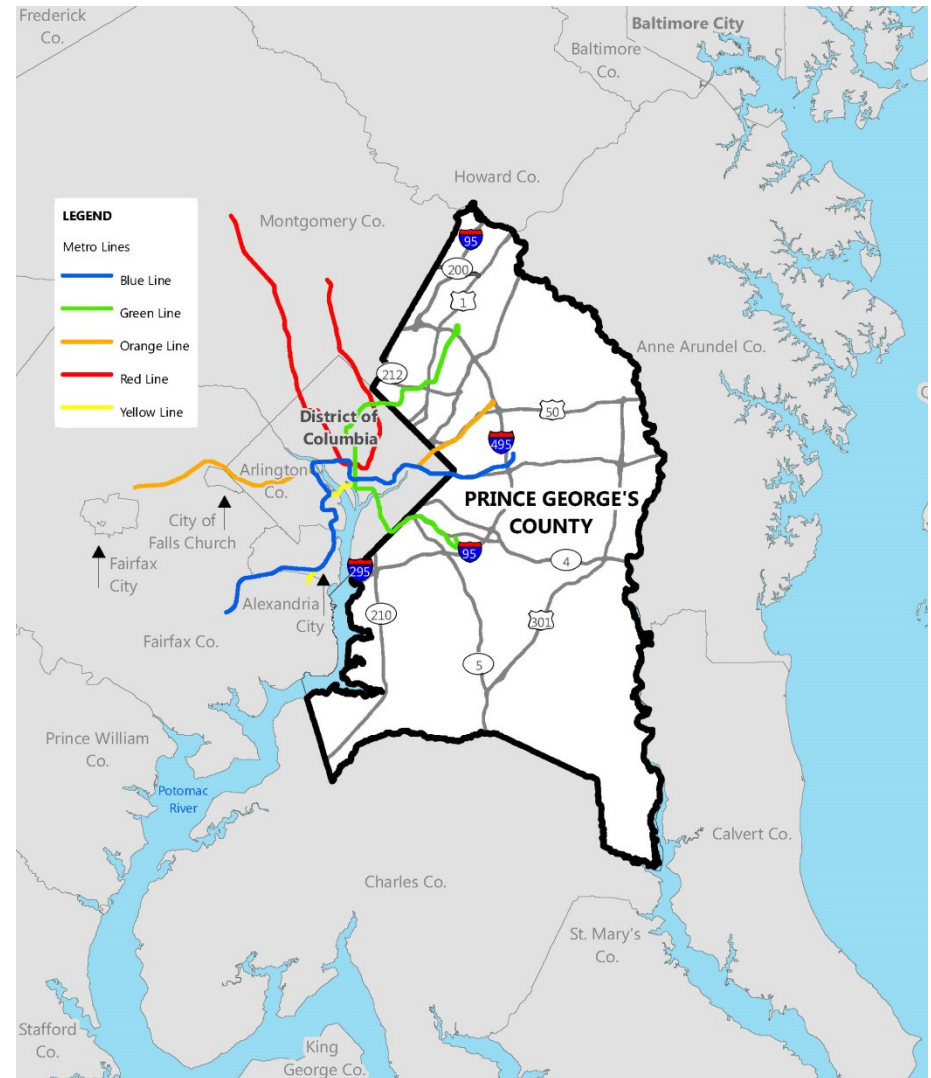 Frederick
Co.
Baltimore City
Baltimore
Co.
Howard Co.
LEGEND
Metro Lines
Blue Line
Green Line
Orange Line
Red Line
Yellow Line
Montgomery Co.
95
200
1
Anne Arundel Co.
212
50
District of
Columbia
495
Arlington
Co.
PRINCE GEORGE'S
COUNTY
City of
Falls Church
Fairfax
City
95
4
295
Alexandria
City
210
301
Fairfax Co.
5
Prince William
Co.
Potomac
River
Calvert Co.
Charles Co.
St. Mary's
Co.
Stafford
Co.
King
George Co.